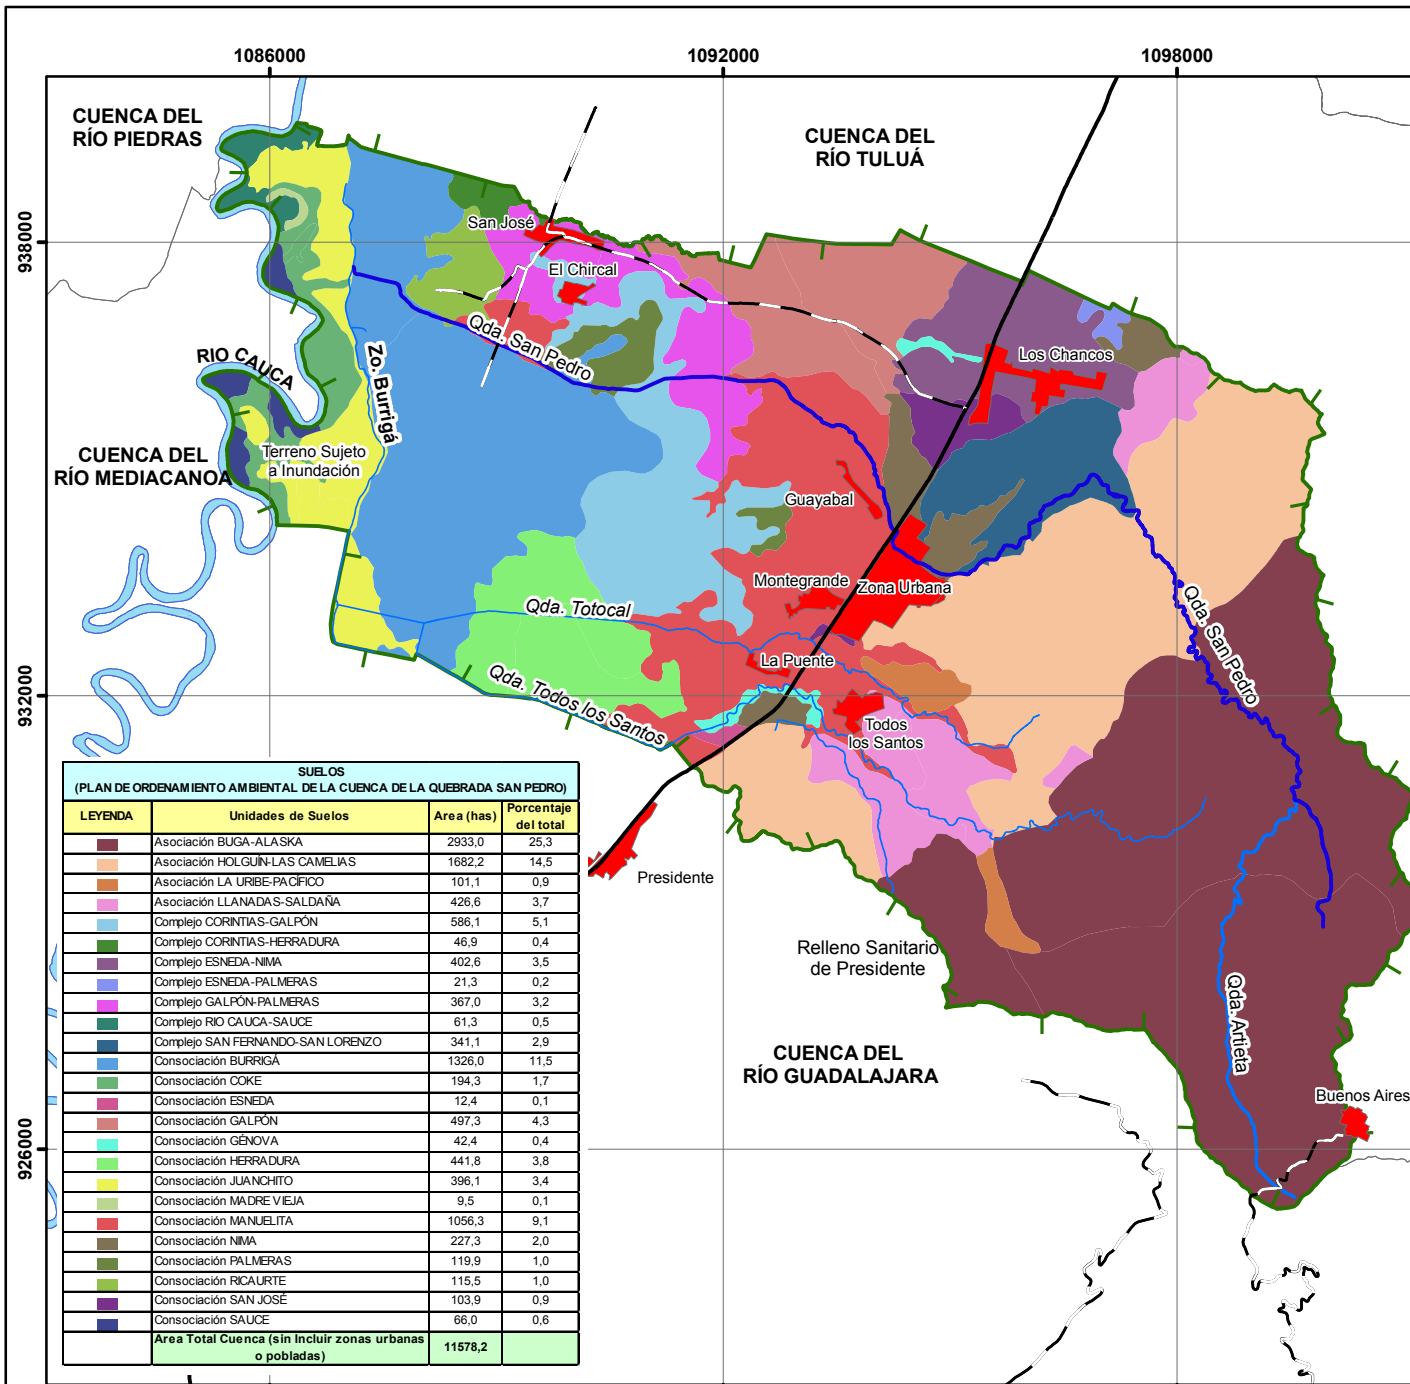 1086000
1092000
1098000
938000
932000
926000
CUENCA DEL
RÍO PIEDRAS
CUENCA DEL
RÍO TULUÁ
San José
El Chircal
Qda. San Pedro
Los Chancos
RIO CAUCA
Zo. Burrigá
CUENCA DEL
RÍO MEDIACANOA
Terreno Sujeto
a Inundación
Guayabal
Montegrande
Zona Urbana
Qda. Totocal
Qda. San Pedro
La Puente
Qda. Todos los Santos
Todos
los Santos
Presidente
Relleno Sanitario
de Presidente
Qda. Artieta
CUENCA DEL
RÍO GUADALAJARA
Buenos Aires
SUELOS
(PLAN DE ORDENAMIENTO AMBIENTAL DE LA CUENCA DE LA QUEBRADA SAN PEDRO)
LEYENDA Unidades de Suelos Area (has) Porcentaje del total
Asociación BUGA-ALASKA 2933,0 25,3
Asociación HOLGUÍN-LAS CAMELIAS 1682,2 14,5
Asociación LA URIBE-PACÍFICO 101,1 0,9
Asociación LLANADAS-SALDAÑA 426,6 3,7
Complejo CORINTIAS-GALPÓN 586,1 5,1
Complejo CORINTIAS-HERRADURA 46,9 0,4
Complejo ESNEDA-NIMA 402,6 3,5
Complejo ESNEDA-PALMERAS 21,3 0,2
Complejo GALPÓN-PALMERAS 367,0 3,2
Complejo RIO CAUCA-SAUCE 61,3 0,5
Complejo SAN FERNANDO-SAN LORENZO 341,1 2,9
Consociación BURRIGÁ 1326,0 11,5
Consociación COKE 194,3 1,7
Consociación ESNEDA 12,4 0,1
Consociación GALPÓN 497,3 4,3
Consociación GÉNOVA 42,4 0,4
Consociación HERRADURA 441,8 3,8
Consociación JUANCHITO 396,1 3,4
Consociación MADRE VIEJA 9,5 0,1
Consociación MANUELITA 1056,3 9,1
Consociación NIMA 227,3 2,0
Consociación PALMERAS 119,9 1,0
Consociación RICAURTE 115,5 1,0
Consociación SAN JOSÉ 103,9 0,9
Consociación SAUCE 66,0 0,6
Area Total Cuenca (sin Incluir zonas urbanas
o pobladas) 11578,2